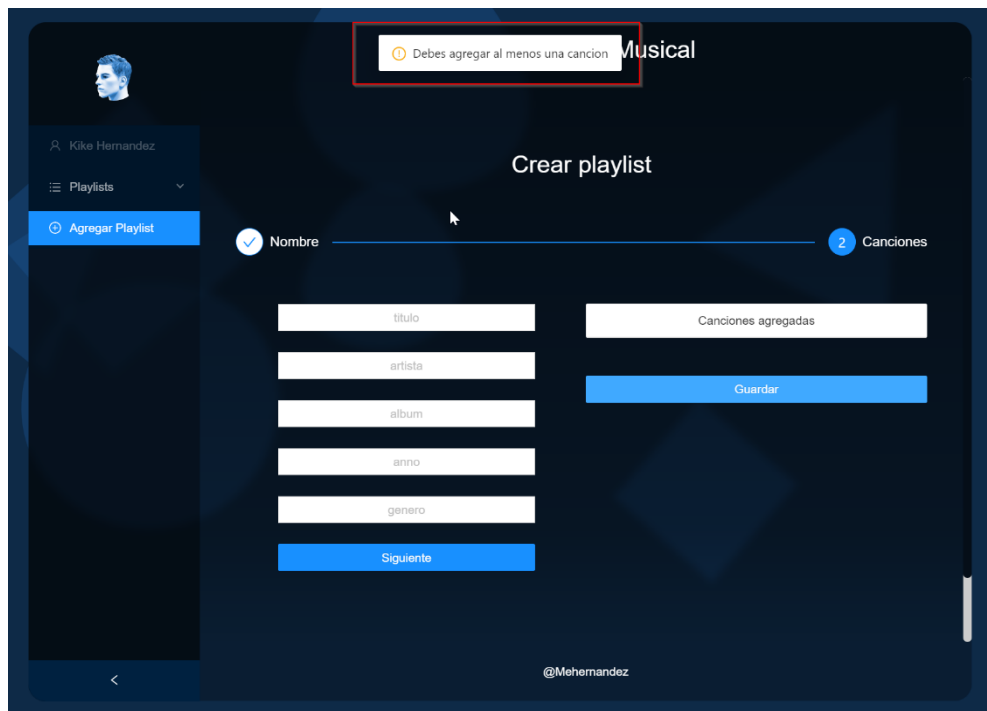 Debes agregar al menos una cancion
Musical
Kike Hernandez
Playlists
Agregar Playlist
Crear playlist
Nombre
2 Canciones
titulo
artista
album
anno
genero
Siguiente
Canciones agregadas
Guardar
@Mehernandez